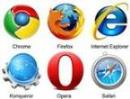 Chrome
Firefox
Internet Explorer
Konqueror
Opera
Safari